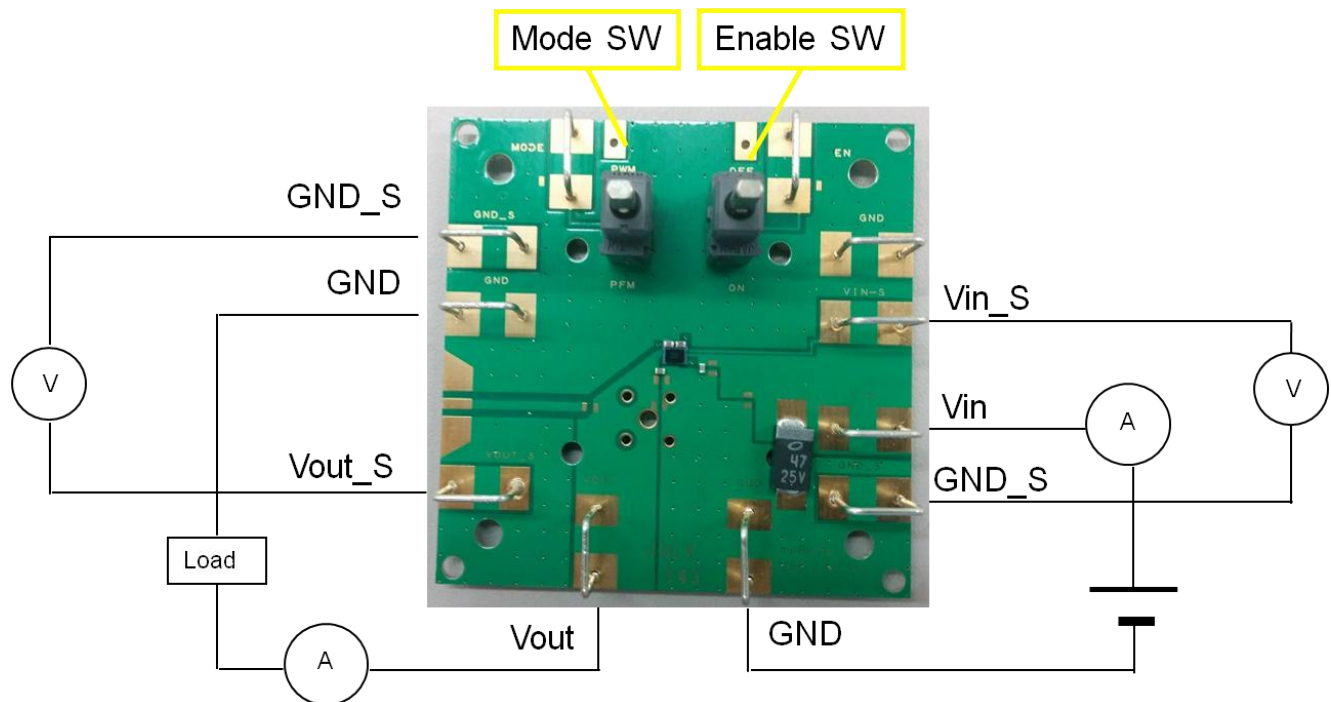 Mode SW
Enable SW
MODE
PWM
OFF
EN
GND_S
GND_S
GND
GND
GND
PFM
ON
VIN-S
Vin_S
V
V
Vin
A
Vout_S
VOUT_S
47
25V
GND_S
GND_S
Load
Vout
GND
A